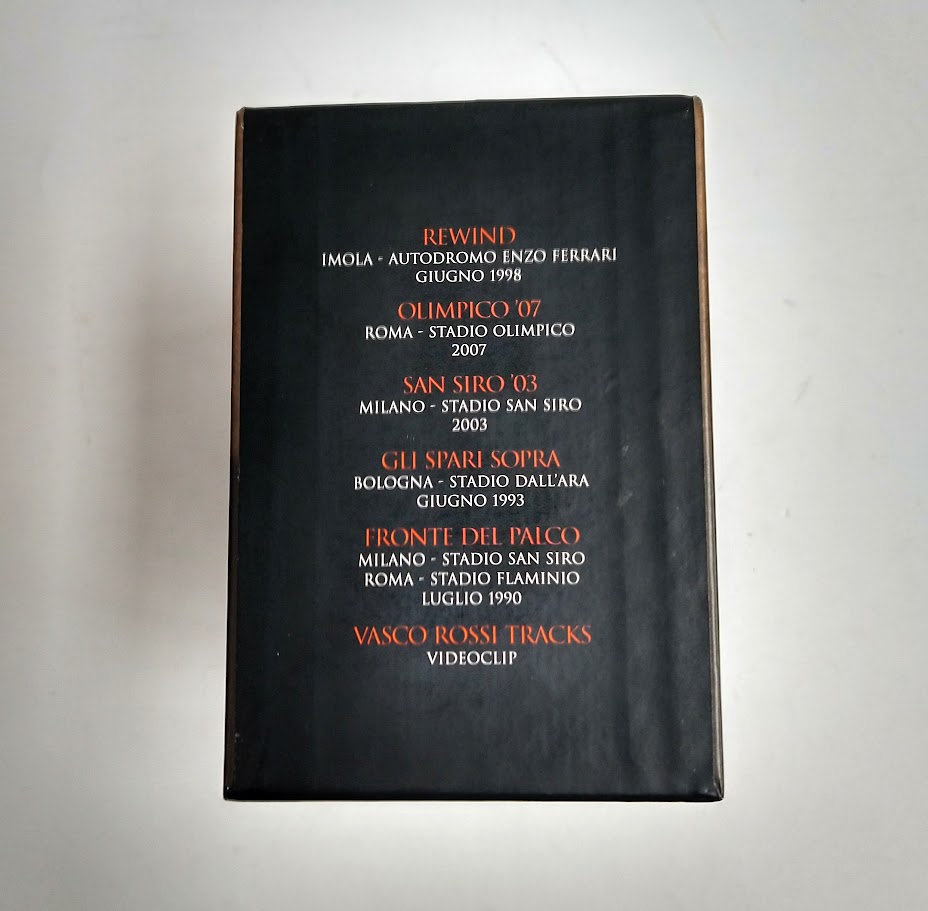 REWIND
IMOLA - AUTODROMO ENZO FERRARI
GIUGNO 1998
OLIMPICO '07
ROMA - STADIO OLIMPICO
2007
SAN SIRO '03
MILANO - STADIO SAN SIRO
2003
GLI SPARI SOPRA
BOLOGNA - STADIO DALL'ARA
GIUGNO 1993
FRONTE DEL PALCO
MILANO - STADIO SAN SIRO
ROMA - STADIO FLAMINIO
LUGLIO 1990
VASCO ROSSI TRACKS
VIDEOCLIP